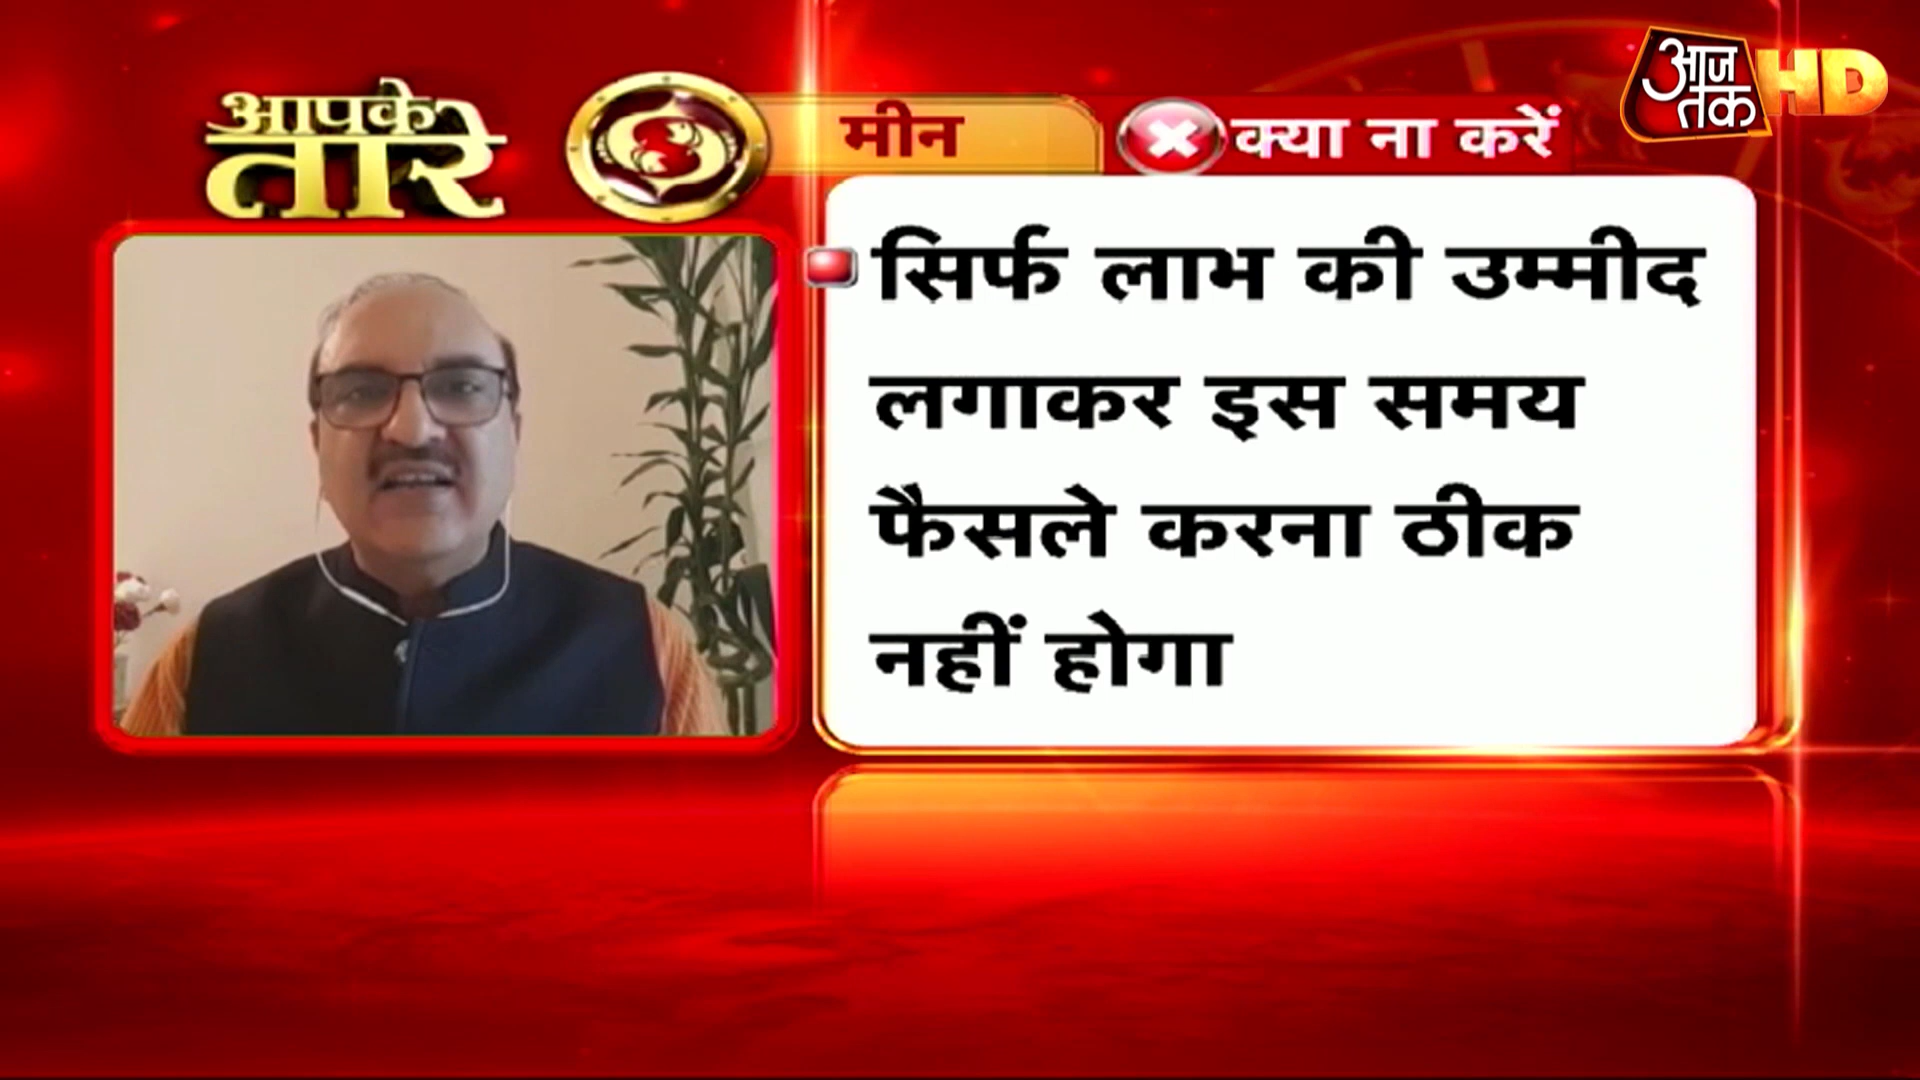 आपके
तारे
मीन
क्या ना करें
आज
तक
HD
सिर्फ लाभ की उम्मीद
लगाकर इस समय
फैसले करना ठीक
नहीं होगा